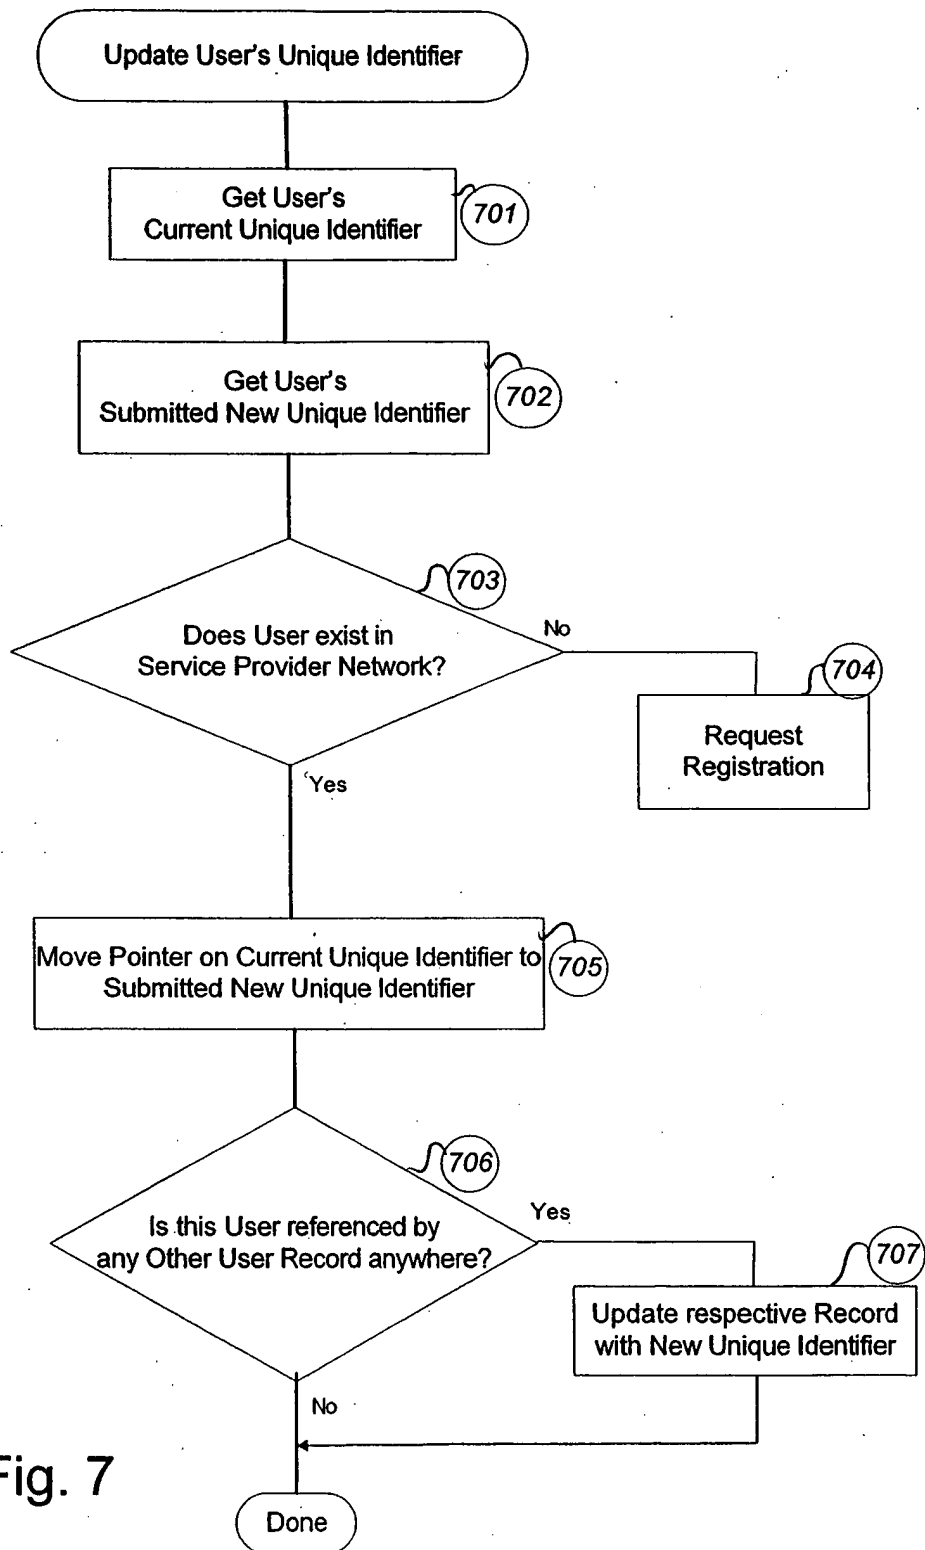 Update User's Unique Identifier
Get User's
Current Unique Identifier
701
Get User's
Submitted New Unique Identifier
702
703
Does User exist in
Service Provider Network?
No
704
Request
Registration
Yes
Move Pointer on Current Unique Identifier to
Submitted New Unique Identifier
705
706
Is this User referenced by
any Other User Record anywhere?
Yes
707
Update respective Record
with New Unique Identifier
No
Fig. 7
Done